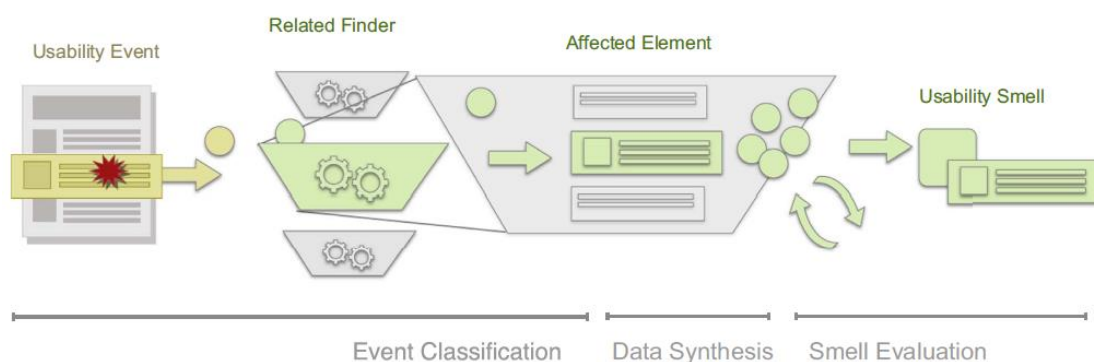 Related Finder
Usability Event
Affected Element
Usability Smell
Event Classification
Data Synthesis
Smell Evaluation